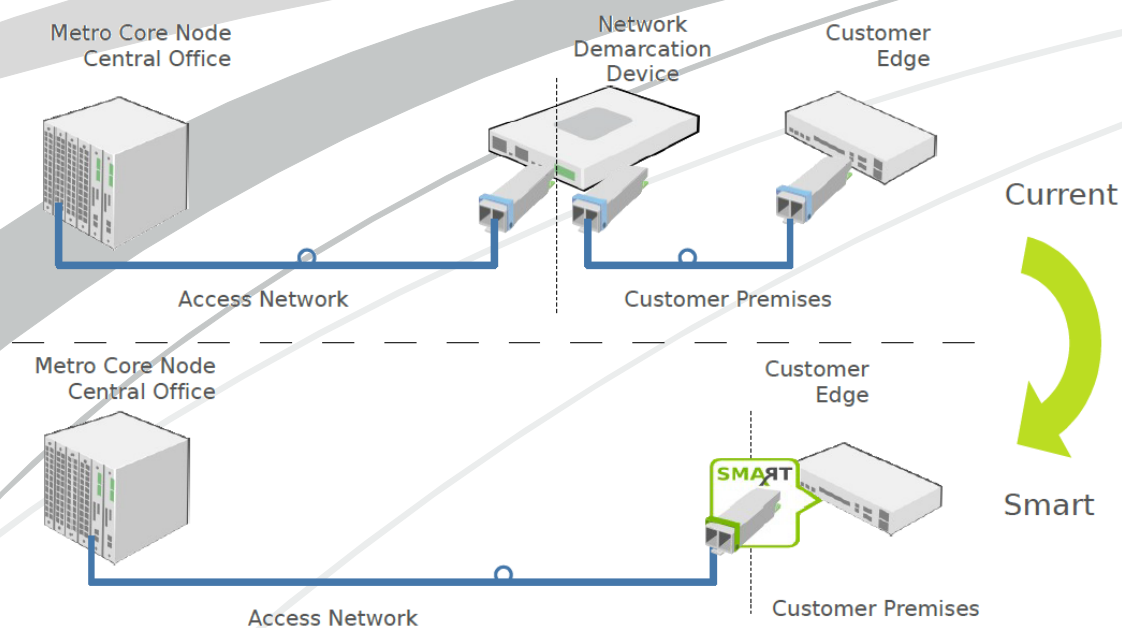 Metro Core Node
Central Office
Network
Demarcation
Device
Customer
Edge
Current
Access Network
Customer Premises
Metro Core Node
Central Office
Customer
Edge
SMART
Smart
Access Network
Customer Premises